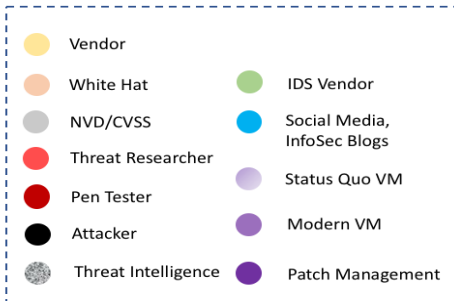 Vendor
White Hat
NVD/CVSS
Threat Researcher
Pen Tester
Attacker
Threat Intelligence
IDS Vendor
Social Media,
InfoSec Blogs
Status Quo VM
Modern VM
Patch Management